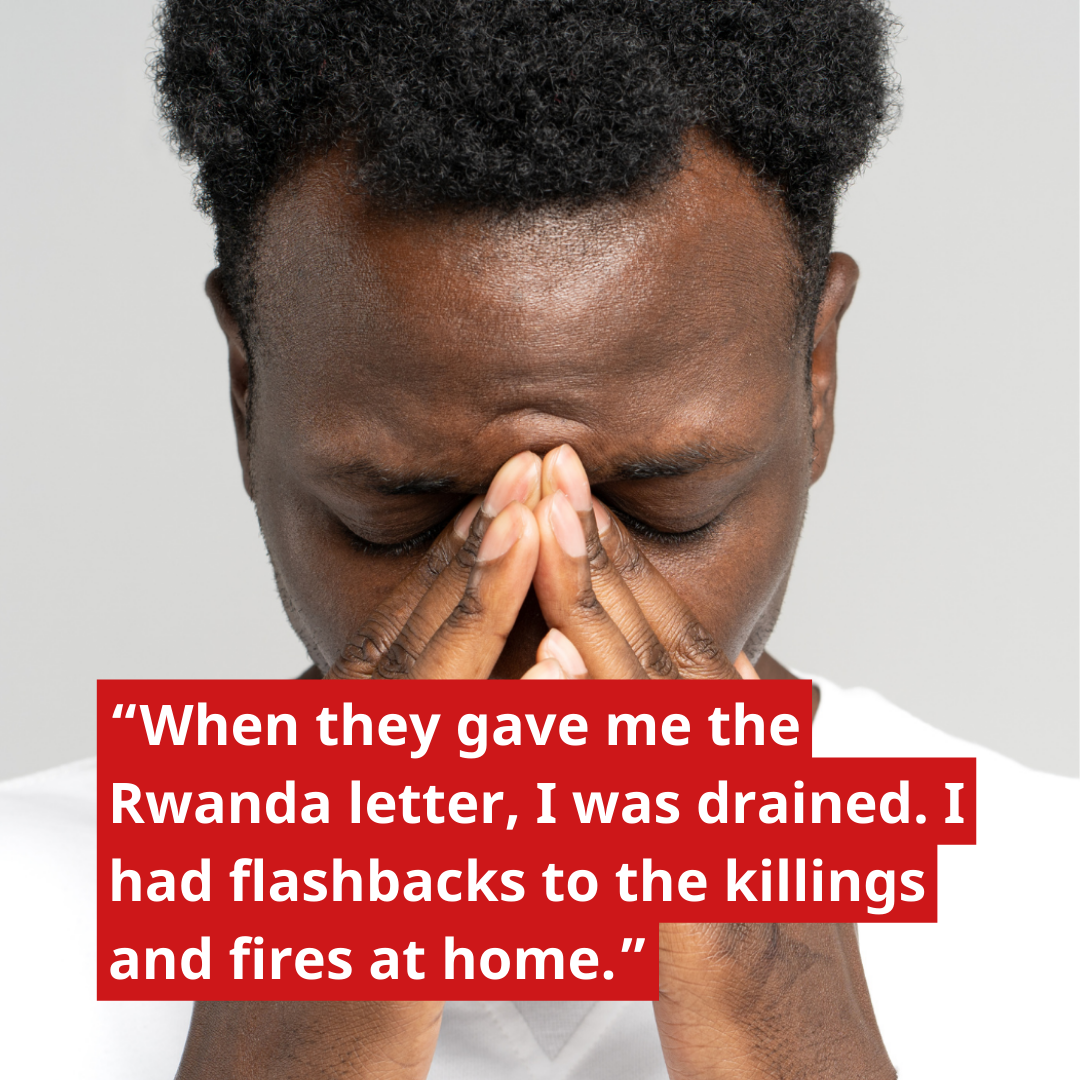 “When they gave me the
Rwanda letter, I was drained. I
had flashbacks to the killings
and fires at home.”